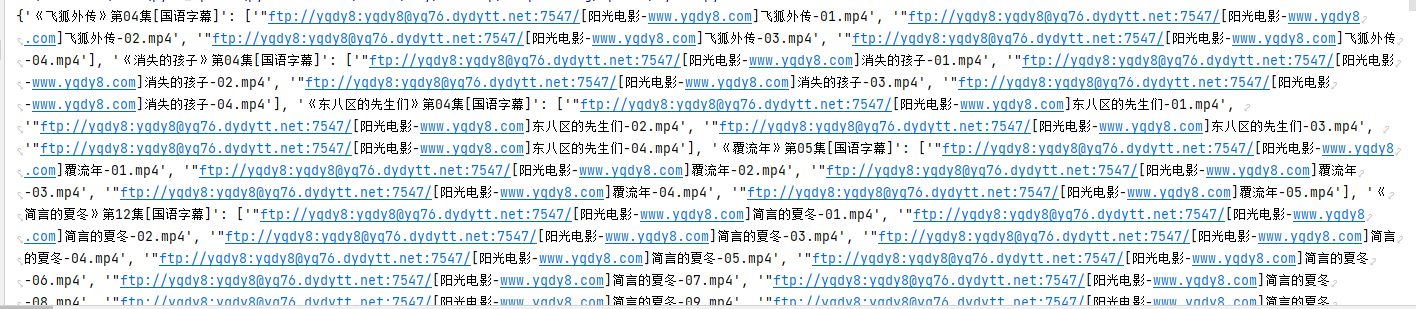 {'《飞狐外传》第04集[国语字幕]': ['"ftp://ygdy8:ygdy8@yg76.dydytt.net:7547/[阳光电影-www.ygdy8.com]飞狐外传-01.mp4', '"ftp://ygdy8:ygdy8@yg76.dydytt.net:7547/[阳光电影-www.ygdy8
.com]飞狐外传-02.mp4', '"ftp://ygdy8:ygdy8@yg76.dydytt.net:7547/[阳光电影-www.ygdy8.com]飞狐外传-03.mp4', '"ftp://ygdy8:ygdy8@yg76.dydytt.net:7547/[阳光电影-www.ygdy8.com]飞狐外传
-04.mp4'], '《消失的孩子》第04集[国语字幕]': ['"ftp://ygdy8:ygdy8@yg76.dydytt.net:7547/[阳光电影-www.ygdy8.com]消失的孩子-01.mp4', '"ftp://ygdy8:ygdy8@yg76.dydytt.net:7547/[阳光电影
-www.ygdy8.com]消失的孩子-02.mp4', '"ftp://ygdy8:ygdy8@yg76.dydytt.net:7547/[阳光电影-www.ygdy8.com]消失的孩子-03.mp4', '"ftp://ygdy8:ygdy8@yg76.dydytt.net:7547/[阳光电影
-www.ygdy8.com]消失的孩子-04.mp4'], '《东八区的先生们》第04集[国语字幕]': ['"ftp://ygdy8:ygdy8@yg76.dydytt.net:7547/[阳光电影-www.ygdy8.com]东八区的先生们-01.mp4',
'"ftp://ygdy8:ygdy8@yg76.dydytt.net:7547/[阳光电影-www.ygdy8.com]东八区的先生们-02.mp4', '"ftp://ygdy8:ygdy8@yg76.dydytt.net:7547/[阳光电影-www.ygdy8.com]东八区的先生们-03.mp4',
'"ftp://ygdy8:ygdy8@yg76.dydytt.net:7547/[阳光电影-www.ygdy8.com]东八区的先生们-04.mp4'], '《覆流年》第05集[国语字幕]': ['"ftp://ygdy8:ygdy8@yg76.dydytt.net:7547/[阳光电影-www.ygdy8
.com]覆流年-01.mp4', '"ftp://ygdy8:ygdy8@yg76.dydytt.net:7547/[阳光电影-www.ygdy8.com]覆流年-02.mp4', '"ftp://ygdy8:ygdy8@yg76.dydytt.net:7547/[阳光电影-www.ygdy8.com]覆流年
-03.mp4', '"ftp://ygdy8:ygdy8@yg76.dydytt.net:7547/[阳光电影-www.ygdy8.com]覆流年-04.mp4', '"ftp://ygdy8:ygdy8@yg76.dydytt.net:7547/[阳光电影-www.ygdy8.com]覆流年-05.mp4'], '《
简言的夏冬》第12集[国语字幕]': ['"ftp://ygdy8:ygdy8@yg76.dydytt.net:7547/[阳光电影-www.ygdy8.com]简言的夏冬-01.mp4', '"ftp://ygdy8:ygdy8@yg76.dydytt.net:7547/[阳光电影-www.ygdy8
.com]简言的夏冬-02.mp4', '"ftp://ygdy8:ygdy8@yg76.dydytt.net:7547/[阳光电影-www.ygdy8.com]简言的夏冬-03.mp4', '"ftp://ygdy8:ygdy8@yg76.dydytt.net:7547/[阳光电影-www.ygdy8.com]简言
的夏冬-04.mp4', '"ftp://ygdy8:ygdy8@yg76.dydytt.net:7547/[阳光电影-www.ygdy8.com]简言的夏冬-05.mp4', '"ftp://ygdy8:ygdy8@yg76.dydytt.net:7547/[阳光电影-www.ygdy8.com]简言的夏冬
-06.mp4', '"ftp://ygdy8:ygdy8@yg76.dydytt.net:7547/[阳光电影-www.ygdy8.com]简言的夏冬-07.mp4', '"ftp://ygdy8:ygdy8@yg76.dydytt.net:7547/[阳光电影-www.ygdy8.com]简言的夏冬
-08.mp4', '"ftp://ygdy8:ygdy8@yg76.dydytt.net:7547/[阳光电影-www.ygdy8.com]简言的夏冬-09.mp4', '"ftp://ygdy8:ygdy8@yg76.dydytt.net:7547/[阳光电影-www.ygdy8.com]简言的夏冬